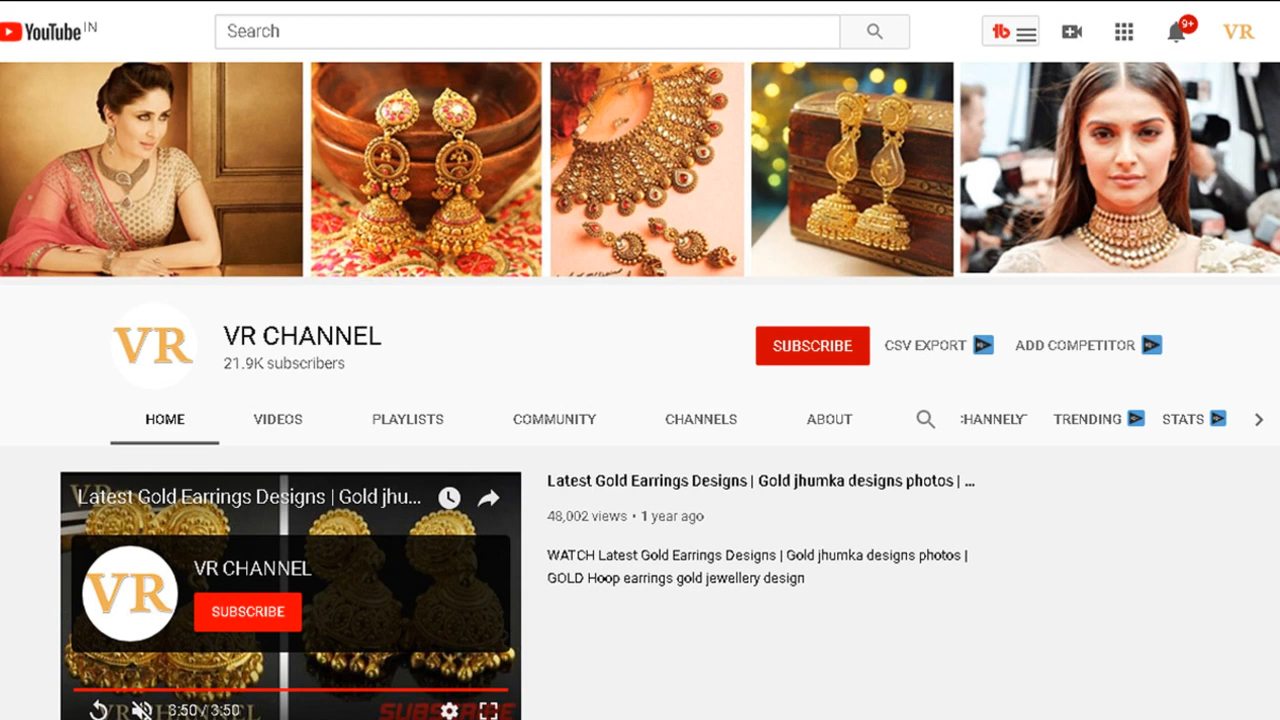 YouTube IN
Search
9+
VR
VR
VR CHANNEL
21.9K subscribers
SUBSCRIBE
CSV EXPORT
ADD COMPETITOR
HOME
VIDEOS
PLAYLISTS
COMMUNITY
CHANNELS
ABOUT
:HANNELY
TRENDING
STATS
Latest Gold Earrings Designs | Gold jhu...
VR
VR CHANNEL
SUBSCRIBE
3:50 / 3:50
SUBSCRIBE
Latest Gold Earrings Designs | Gold jhumka designs photos | ...
48,002 views • 1 year ago
WATCH Latest Gold Earrings Designs | Gold jhumka designs photos |
GOLD Hoop earrings gold jewellery design